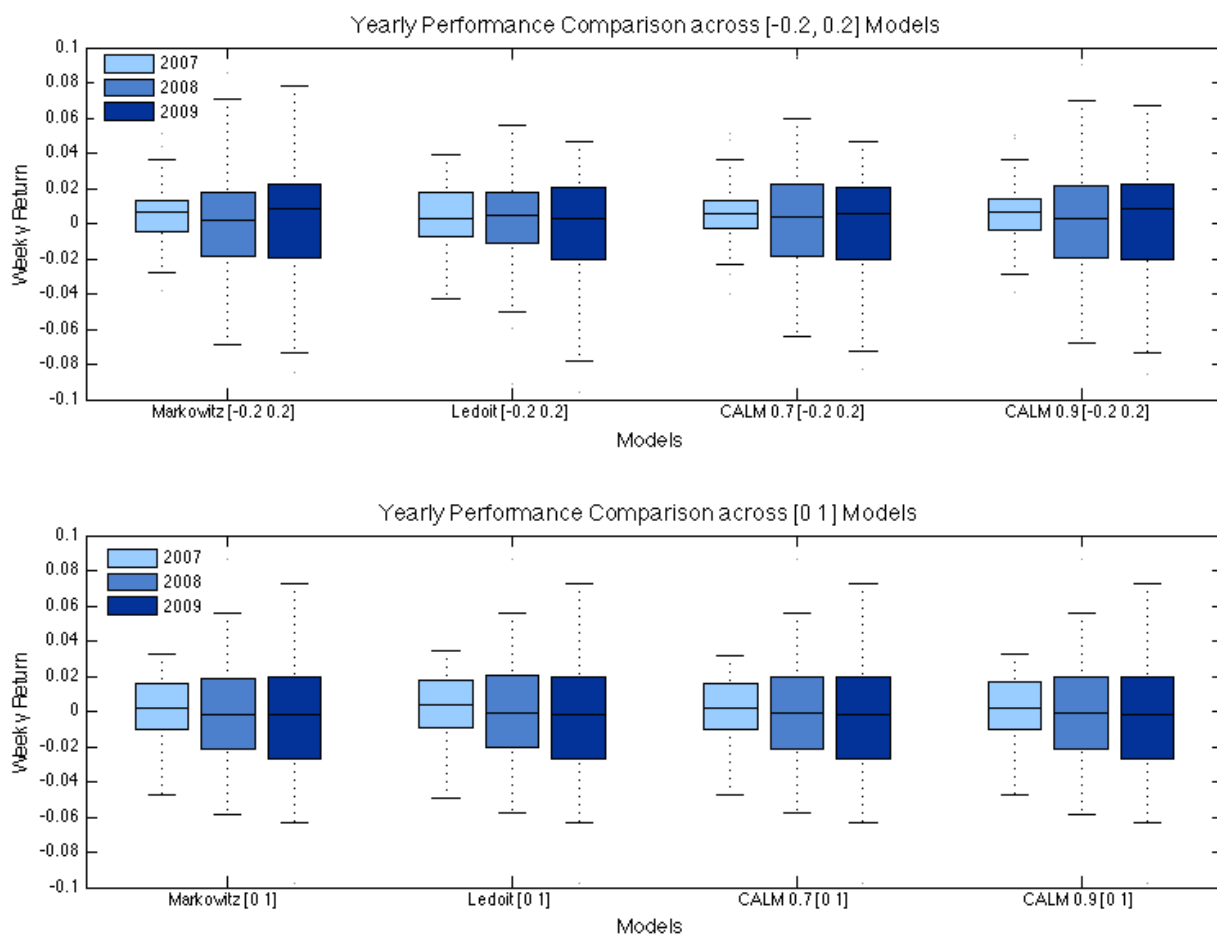 Yearly Performance Comparison across [-0.2, 0.2] Models
0.1
0.08
0.06
0.04
0.02
0
-0.02
-0.04
-0.06
-0.08
-0.1
Weeky Return
2007
2008
2009
Markowitz [-0.2 0.2]
Ledoit [-0.2 0.2]
CALM 0.7 [-0.2 0.2]
CALM 0.9 [-0.2 0.2]
Models
Yearly Performance Comparison across [0 1] Models
0.1
0.08
0.06
0.04
0.02
0
-0.02
-0.04
-0.06
-0.08
-0.1
Weeky Return
2007
2008
2009
Markowitz [0 1]
Ledoit [0 1]
CALM 0.7 [0 1]
CALM 0.9 [0 1]
Models